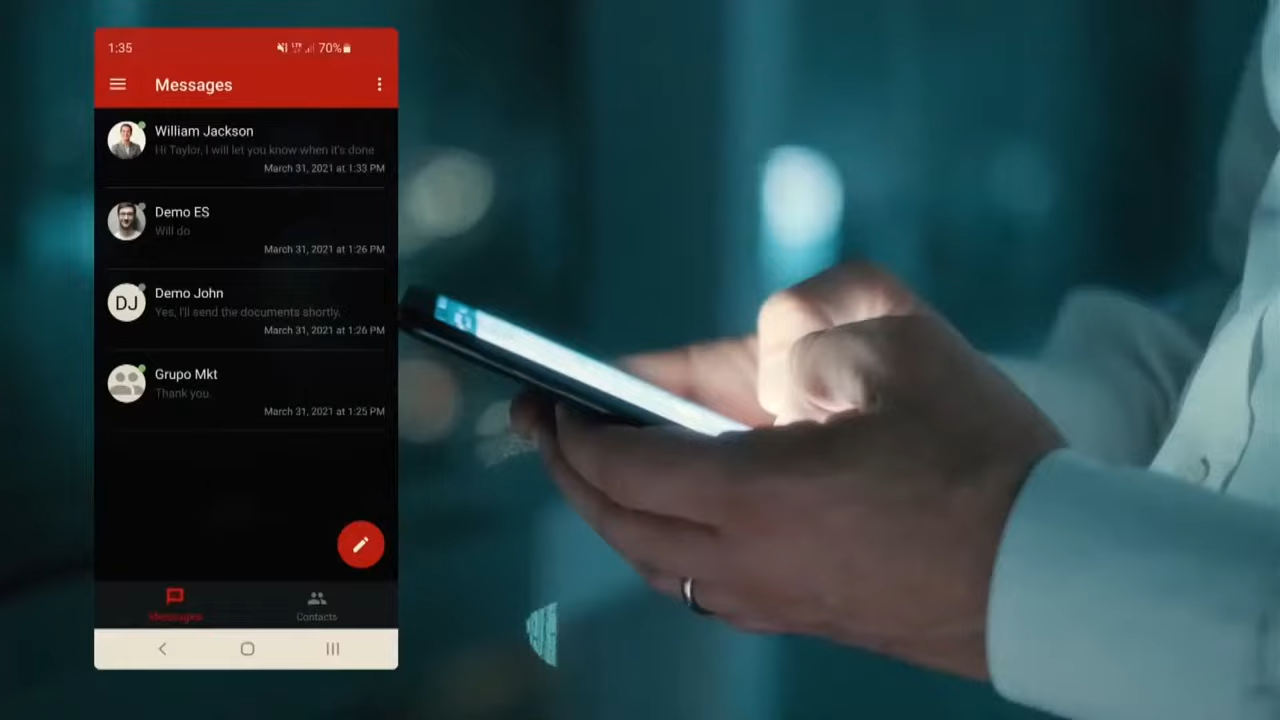 1:35 LTE 70%
Messages
William Jackson
Hi Taylor, I will let you know when it's done
March 31, 2021 at 1:33 PM
Demo ES
Will do
March 31, 2021 at 1:26 PM
DJ
Demo John
Yes, I'll send the documents shortly.
March 31, 2021 at 1:26 PM
Grupo Mkt
Thank you.
March 31, 2021 at 1:25 PM
Messages
Contacts